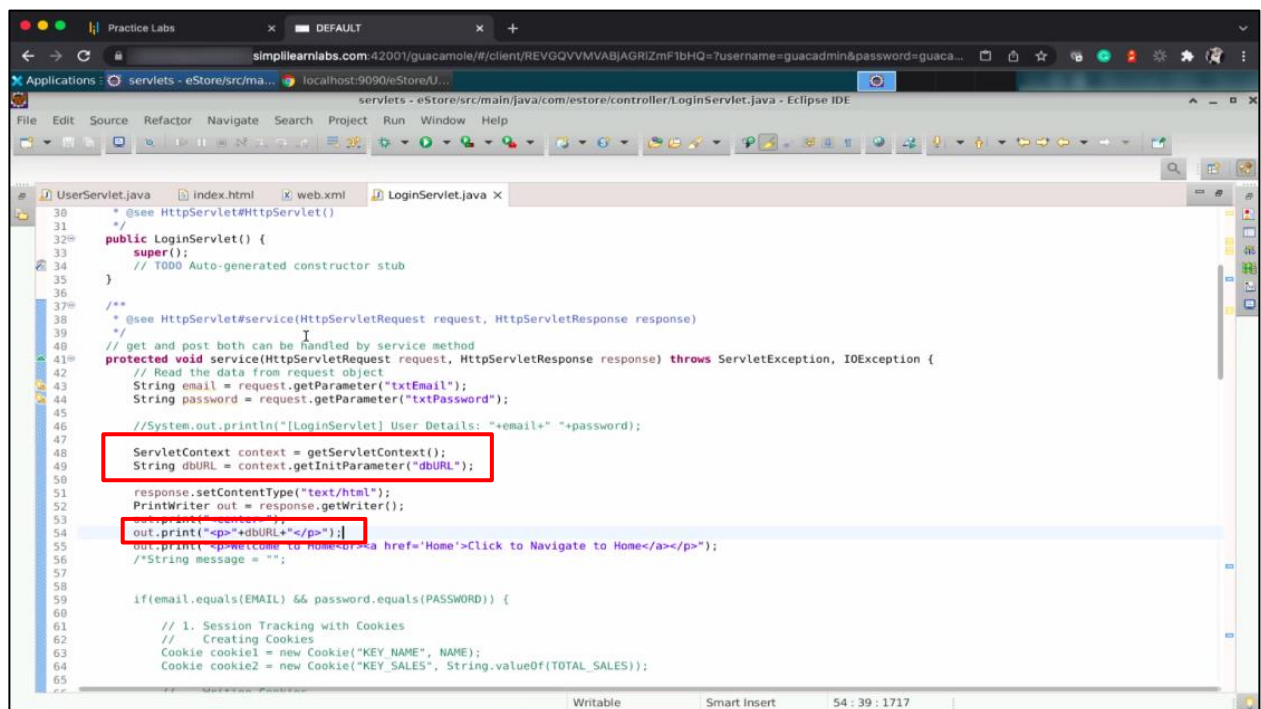 Practice Labs
DEFAULT
simplilearnlabs.com:42001/guacamole/#/client/REVGQVVMVABjAGRlZmF1bHQ=?username=guacadmin&password=guaca...
Applications
servlets - eStore/src/ma...
localhost:9090/eStore/U...
servlets - eStore/src/main/java/com/estore/controller/LoginServlet.java - Eclipse IDE
File Edit Source Refactor Navigate Search Project Run Window Help
UserServlet.java index.html web.xml LoginServlet.java
30 * @see HttpServlet#HttpServlet()
31 */
32 public LoginServlet() {
33 super();
34 // TODO Auto-generated constructor stub
35 }
36
37 /**
38 * @see HttpServlet#service(HttpServletRequest request, HttpServletResponse response)
39 */
40 // get and post both can be handled by service method
41 protected void service(HttpServletRequest request, HttpServletResponse response) throws ServletException, IOException {
42 // Read the data from request object
43 String email = request.getParameter("txtEmail");
44 String password = request.getParameter("txtPassword");
45
46 //System.out.println("[LoginServlet] User Details: "+email+" "+password);
47
48 ServletContext context = getServletContext();
49 String dbURL = context.getInitParameter("dbURL");
50
51 response.setContentType("text/html");
52 PrintWriter out = response.getWriter();
53 out.print("<center>");
54 out.print("<p>"+dbURL+"</p>");
55 out.print("<p>Welcome to Home<br><a href='Home'>Click to Navigate to Home</a></p>");
56 /*String message = "";
57
58
59 if(email.equals(EMAIL) && password.equals(PASSWORD)) {
60
61 // 1. Session Tracking with Cookies
62 // Creating Cookies
63 Cookie cookie1 = new Cookie("KEY_NAME", NAME);
64 Cookie cookie2 = new Cookie("KEY_SALES", String.valueOf(TOTAL_SALES));
65
Writable Smart Insert 54 : 39 : 1717